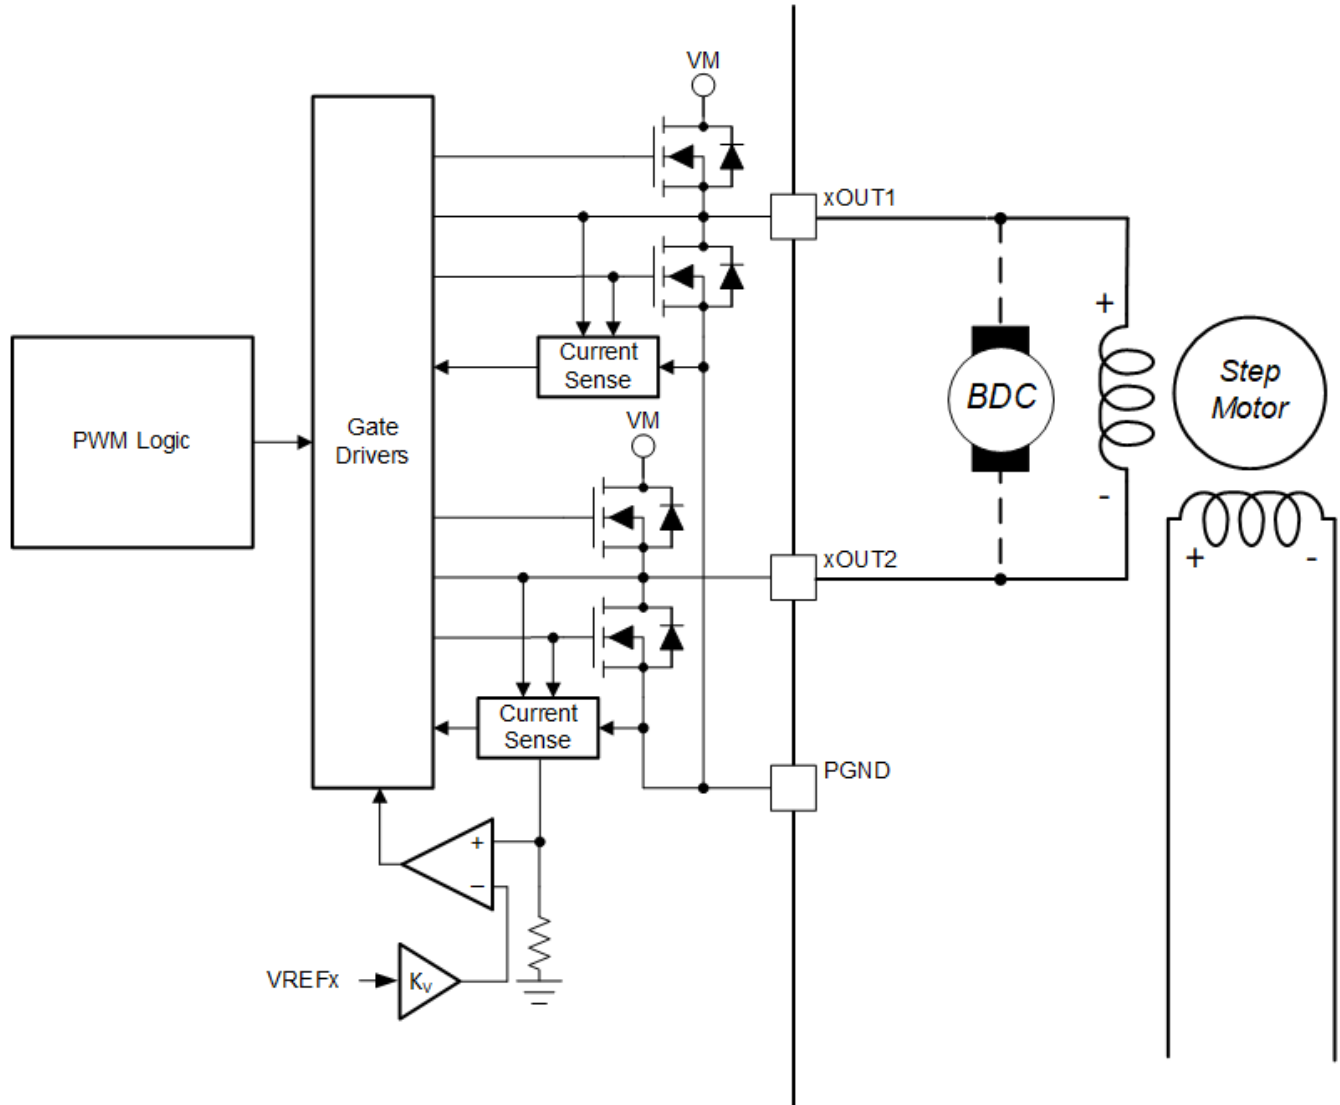 VM
xOUT1
+
Current
Sense
Step
Motor
BDC
VM
PWM Logic
Gate
Drivers
-
xOUT2
+
-
Current
Sense
PGND
+
−
VREFx
Kv